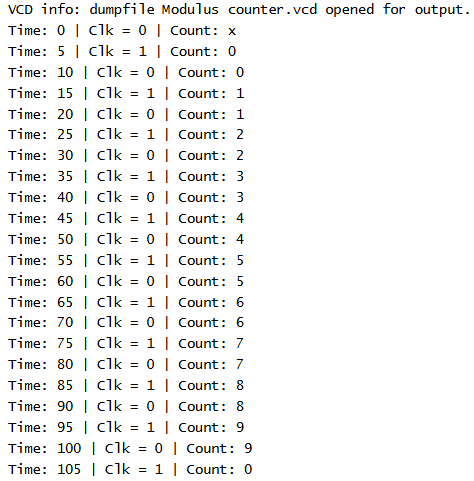 VCD info: dumpfile Modulus counter.vcd opened for output.
Time: 0 | Clk = 0 | Count: x
Time: 5 | Clk = 1 | Count: 0
Time: 10 | Clk = 0 | Count: 0
Time: 15 | Clk = 1 | Count: 1
Time: 20 | Clk = 0 | Count: 1
Time: 25 | Clk = 1 | Count: 2
Time: 30 | Clk = 0 | Count: 2
Time: 35 | Clk = 1 | Count: 3
Time: 40 | Clk = 0 | Count: 3
Time: 45 | Clk = 1 | Count: 4
Time: 50 | Clk = 0 | Count: 4
Time: 55 | Clk = 1 | Count: 5
Time: 60 | Clk = 0 | Count: 5
Time: 65 | Clk = 1 | Count: 6
Time: 70 | Clk = 0 | Count: 6
Time: 75 | Clk = 1 | Count: 7
Time: 80 | Clk = 0 | Count: 7
Time: 85 | Clk = 1 | Count: 8
Time: 90 | Clk = 0 | Count: 8
Time: 95 | Clk = 1 | Count: 9
Time: 100 | Clk = 0 | Count: 9
Time: 105 | Clk = 1 | Count: 0